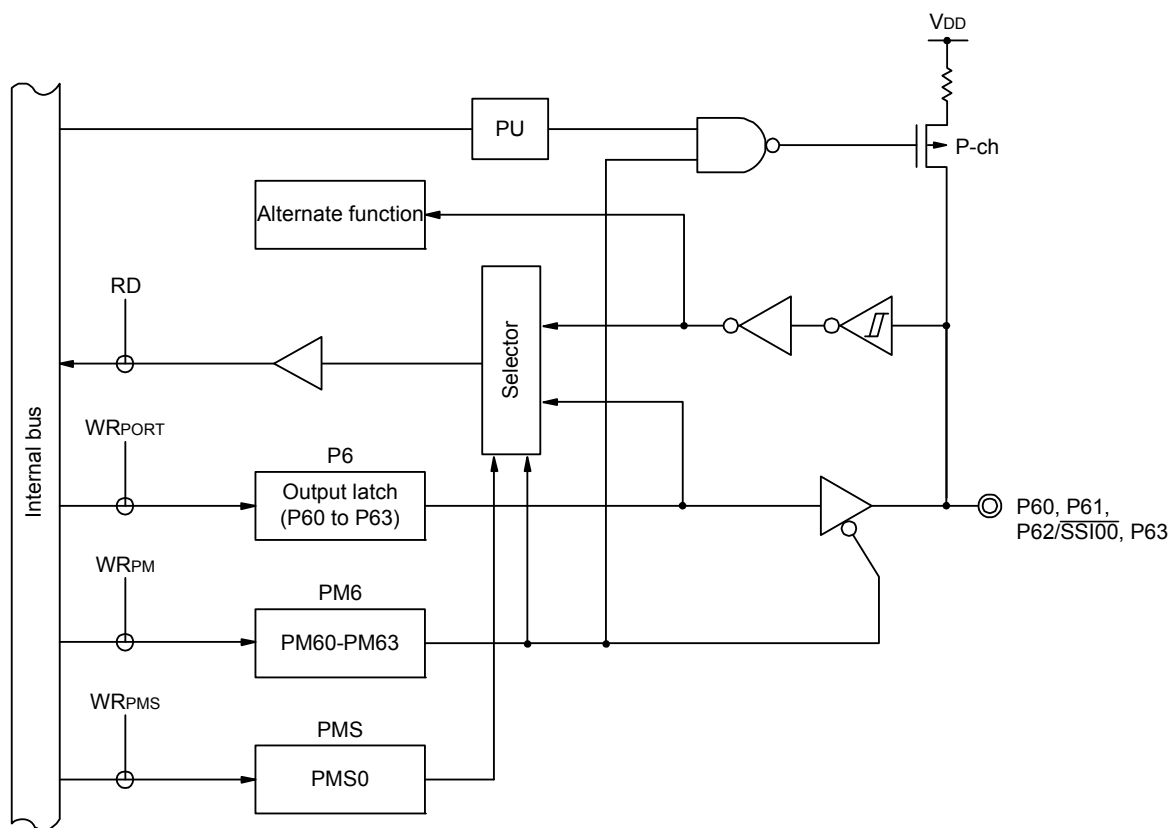 VDD
PU
P-ch
Alternate function
RD
Selector
Internal bus
WRPORT
P6
Output latch
(P60 to P63)
P60, P61,
P62/SSI00, P63
WRPM
PM6
PM60-PM63
WRPMS
PMS
PMS0